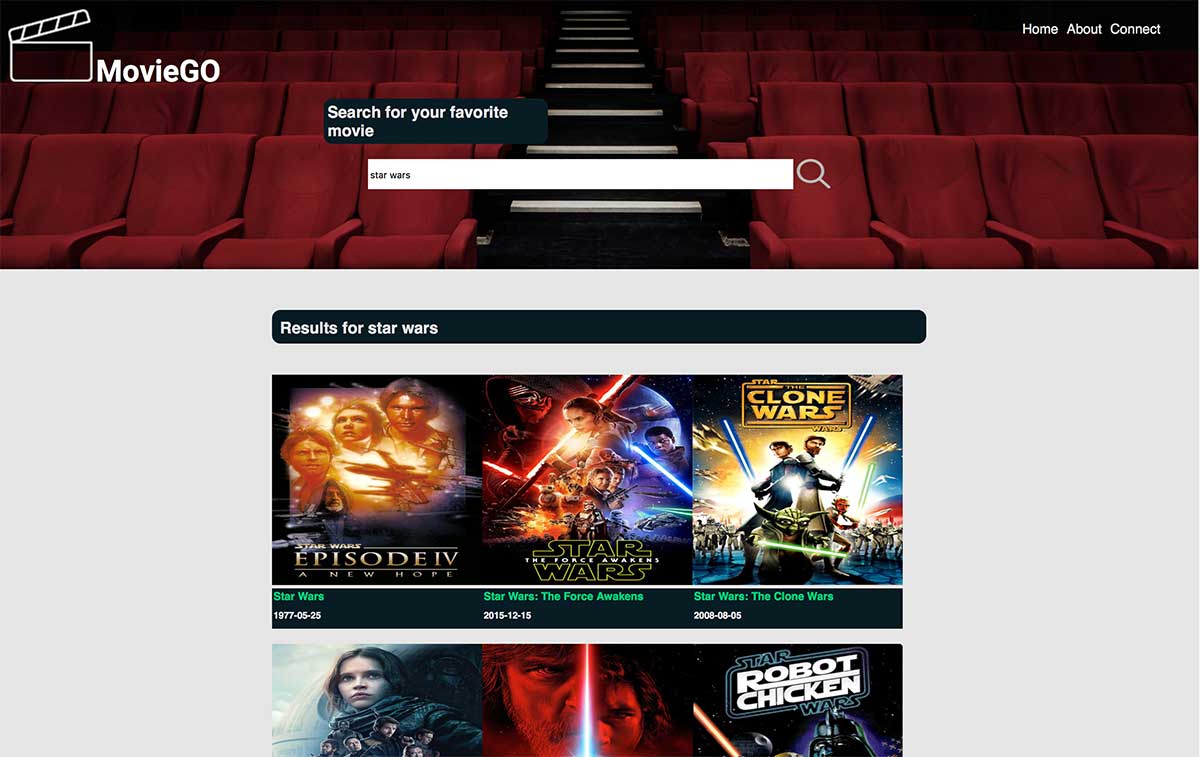 Home About Connect
MovieGO
Search for your favorite
movie
star wars
Results for star wars
STAR WARS
EPISODE IV
A NEW HOPE
STAR
THE FORCE AWAKENS
WARS
STAR
THE
CLONE
WARS
WARS
Star Wars
1977-05-25
Star Wars: The Force Awakens
2015-12-15
Star Wars: The Clone Wars
2008-08-05
STAR
ROBOT
CHICKEN
WARS